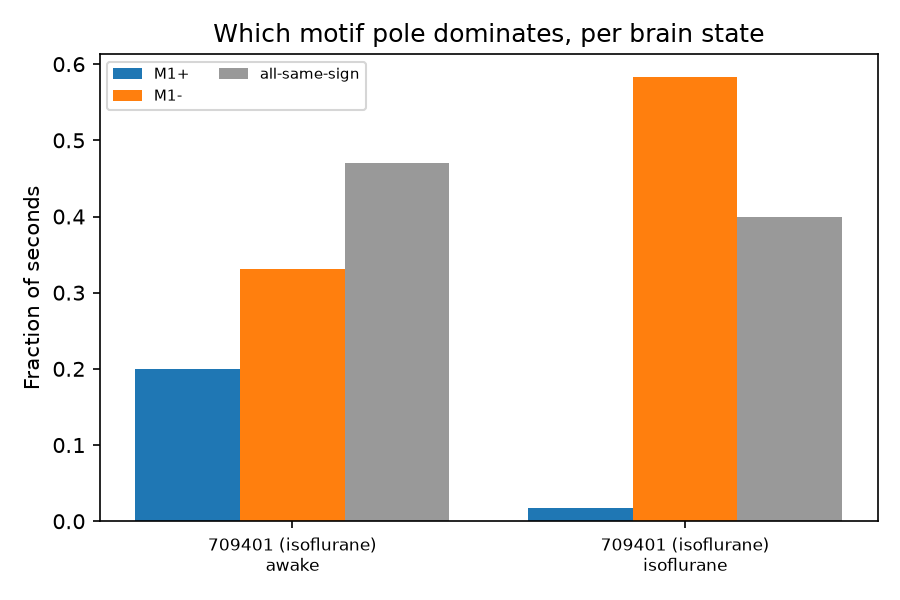 Which motif pole dominates, per brain state
M1+
M1-
all-same-sign
Fraction of seconds
0.6
0.5
0.4
0.3
0.2
0.1
0.0
709401 (isoflurane)
awake
709401 (isoflurane)
isoflurane